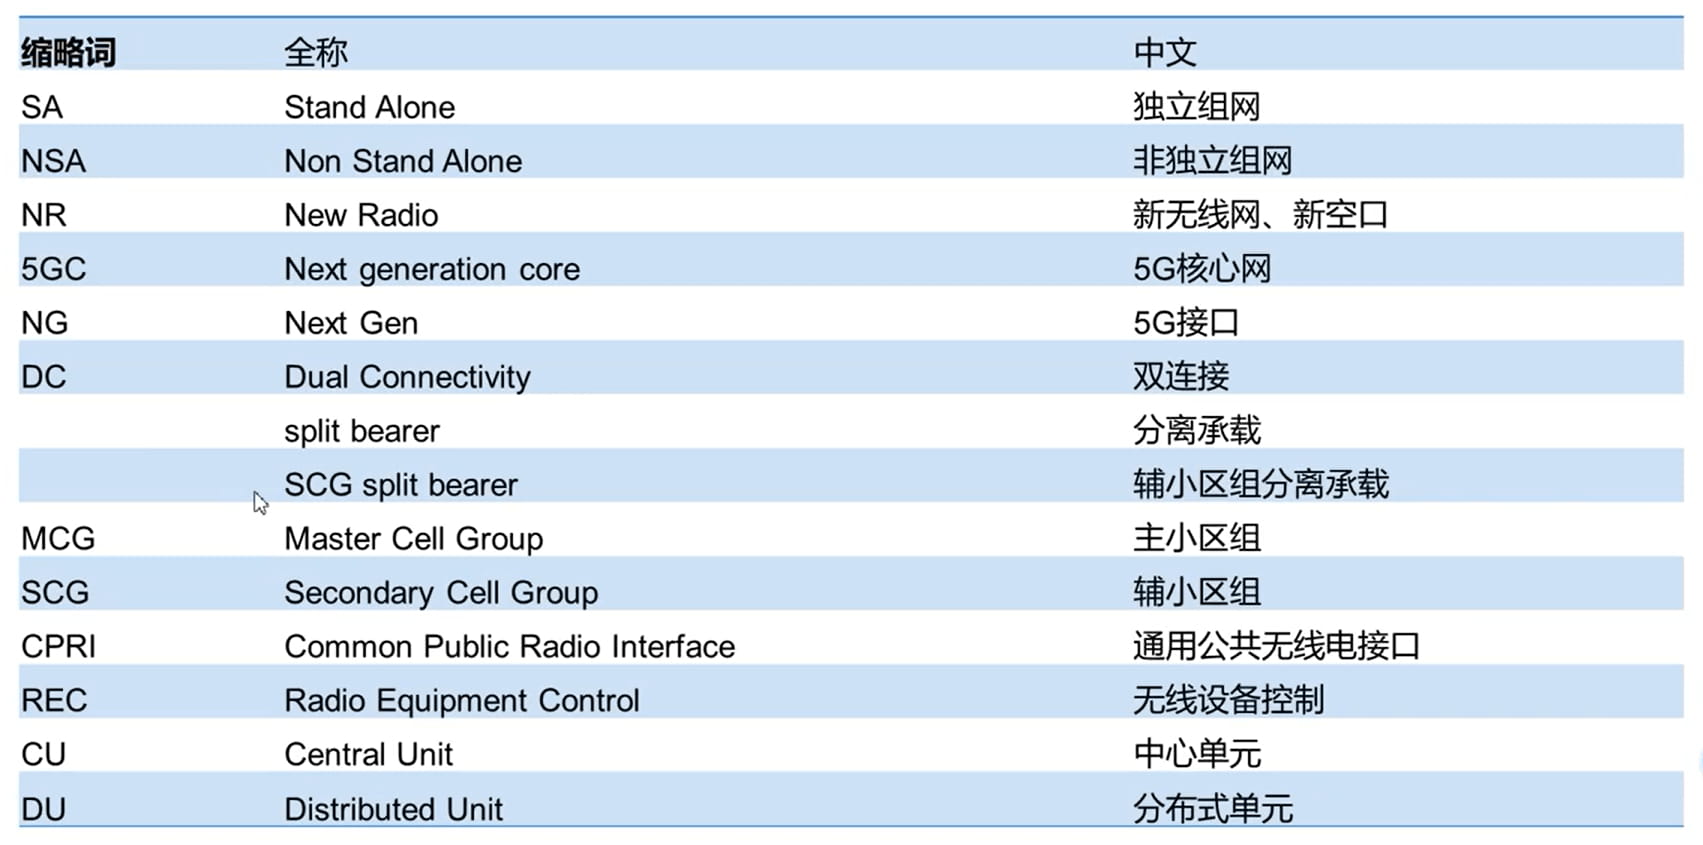 缩略词 全称 中文
SA Stand Alone 独立组网
NSA Non Stand Alone 非独立组网
NR New Radio 新无线网、新空口
5GC Next generation core 5G核心网
NG Next Gen 5G接口
DC Dual Connectivity 双连接
split bearer 分离承载
SCG split bearer 辅小区组分离承载
MCG Master Cell Group 主小区组
SCG Secondary Cell Group 辅小区组
CPRI Common Public Radio Interface 通用公共无线电接口
REC Radio Equipment Control 无线设备控制
CU Central Unit 中心单元
DU Distributed Unit 分布式单元